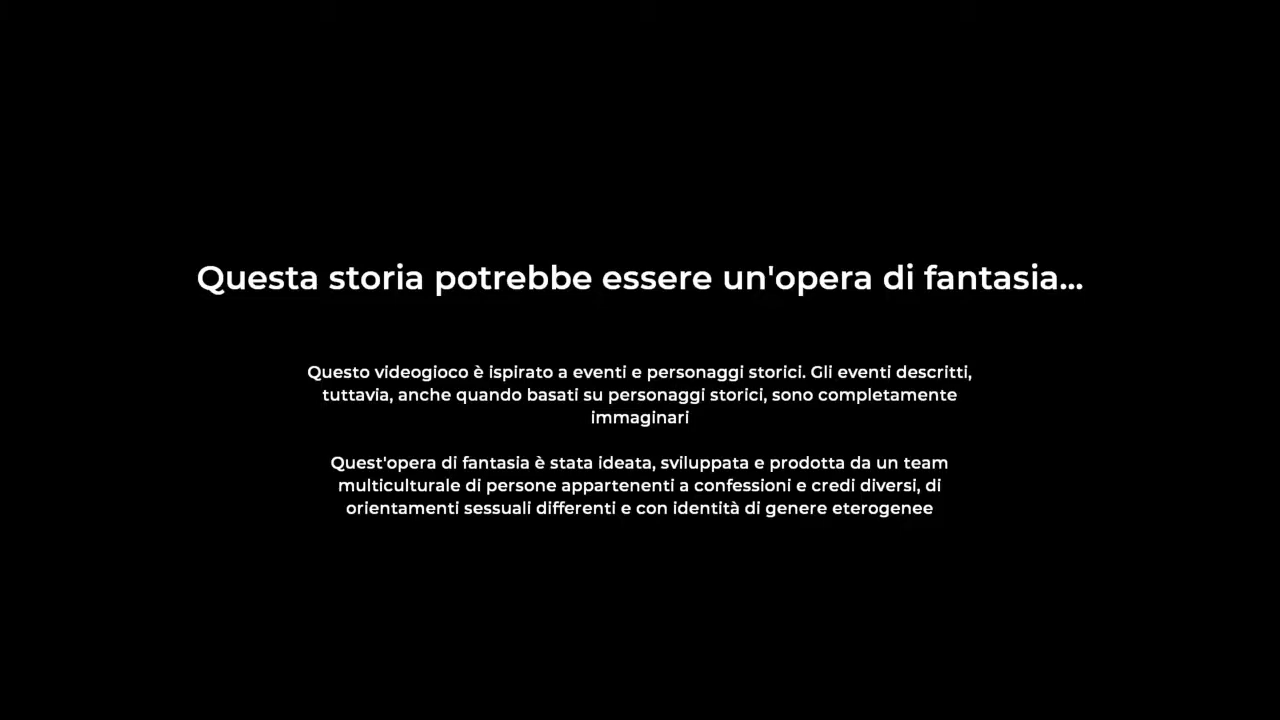 Questa storia potrebbe essere un'opera di fantasia...
Questo videogioco è ispirato a eventi e personaggi storici. Gli eventi descritti,
tuttavia, anche quando basati su personaggi storici, sono completamente
immaginari
Quest'opera di fantasia è stata ideata, sviluppata e prodotta da un team
multiculturale di persone appartenenti a confessioni e credi diversi, di
orientamenti sessuali differenti e con identità di genere eterogenee